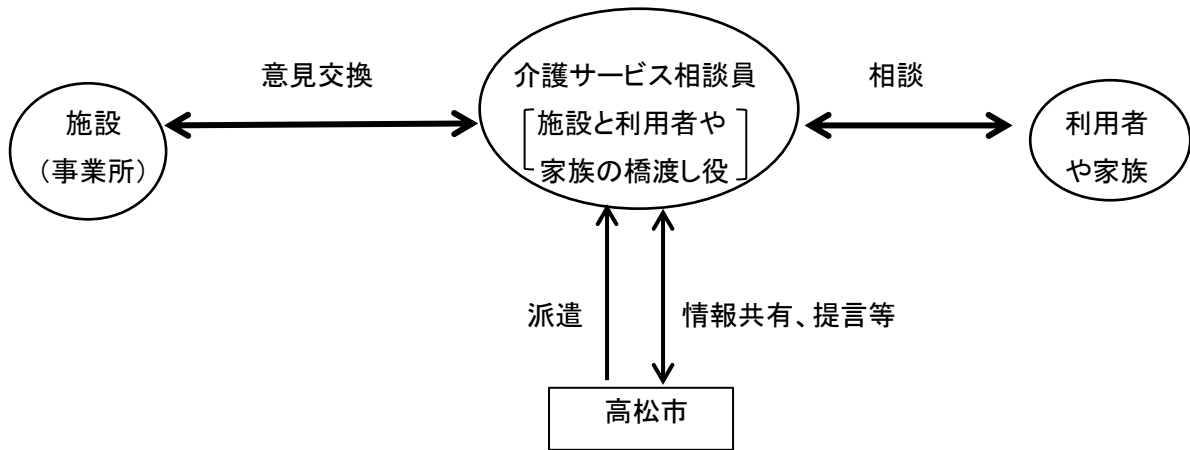 意見交換
介護サービス相談員
相談
施設
（事業所）
施設と利用者や
家族の橋渡し役
利用者
や家族
派遣
情報共有、提言等
高松市